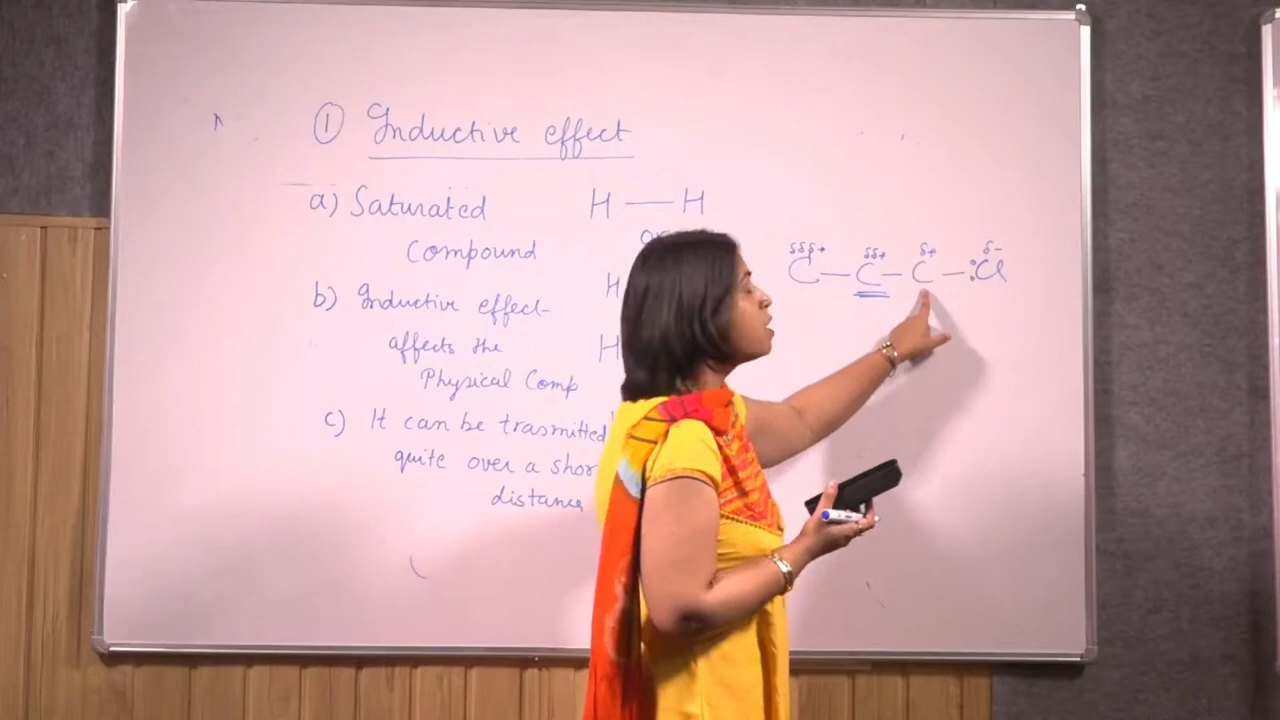 ① Inductive effect
a) Saturated
Compound
b) Inductive effect
affects the
Physical Comp
c) It can be trasmitted
quite over a shor
distance
H — H
H
H
δδδ+ δδ+ δ+ δ-
C — C — C — :Cl